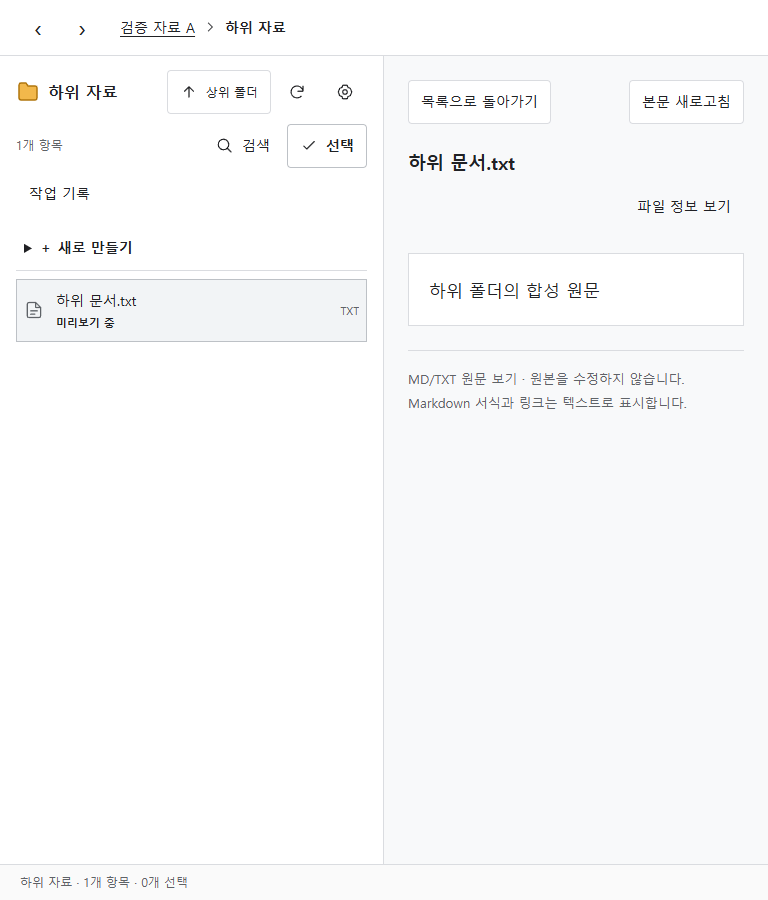 ‹ › 검증 자료 A > 하위 자료
하위 자료
상위 폴더
1개 항목
검색
선택
작업 기록
▶ + 새로 만들기
하위 문서.txt
미리보기 중
TXT
목록으로 돌아가기
본문 새로고침
하위 문서.txt
파일 정보 보기
하위 폴더의 합성 원문
MD/TXT 원문 보기 · 원본을 수정하지 않습니다.
Markdown 서식과 링크는 텍스트로 표시합니다.
하위 자료 · 1개 항목 · 0개 선택